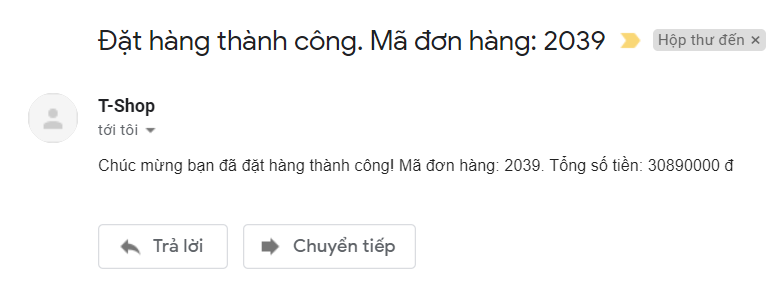 Đặt hàng thành công. Mã đơn hàng: 2039 Hộp thư đến ×
T-Shop
tới tôi
Chúc mừng bạn đã đặt hàng thành công! Mã đơn hàng: 2039. Tổng số tiền: 30890000 đ
Trả lời Chuyển tiếp